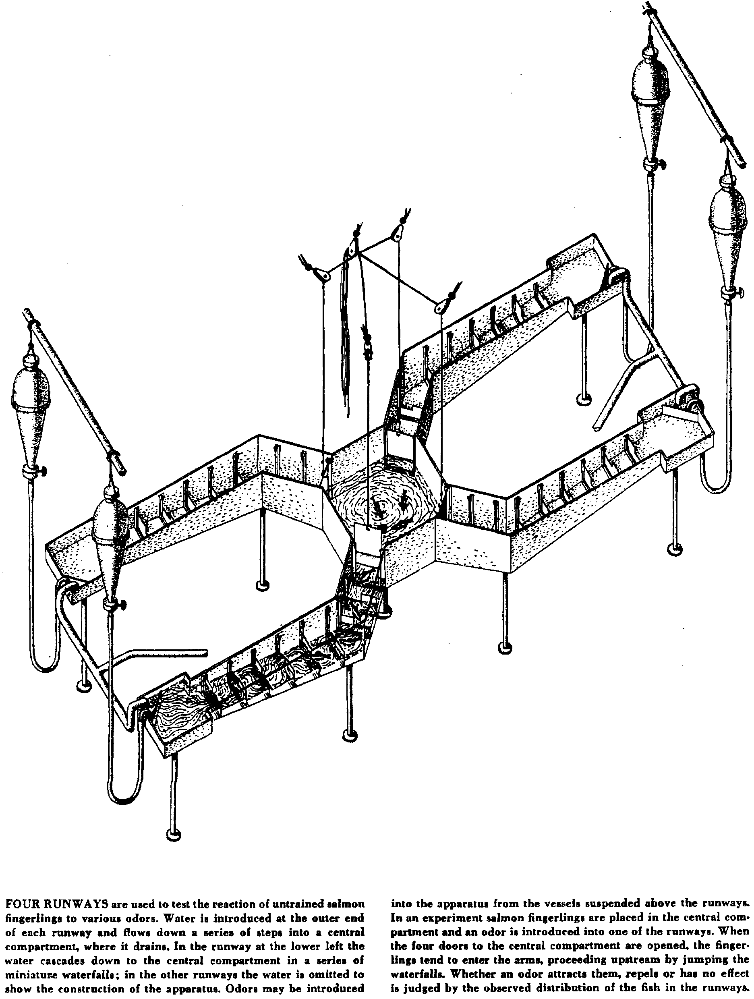 FOUR RUNWAYS are used to test the reaction of untrained salmon
fingerlings to various odors. Water is introduced at the outer end
of each runway and flows down a series of steps into a central
compartment, where it drains. In the runway at the lower left the
water cascades down to the central compartment in a series of
miniature waterfalls; in the other runways the water is omitted to
show the construction of the apparatus. Odors may be introduced
into the apparatus from the vessels suspended above the runways.
In an experiment salmon fingerlings are placed in the central com-
partment and an odor is introduced into one of the runways. When
the four doors to the central compartment are opened, the finger-
lings tend to enter the arms, proceeding upstream by jumping the
waterfalls. Whether an odor attracts them, repels or has no effect
is judged by the observed distribution of the fish in the runways.